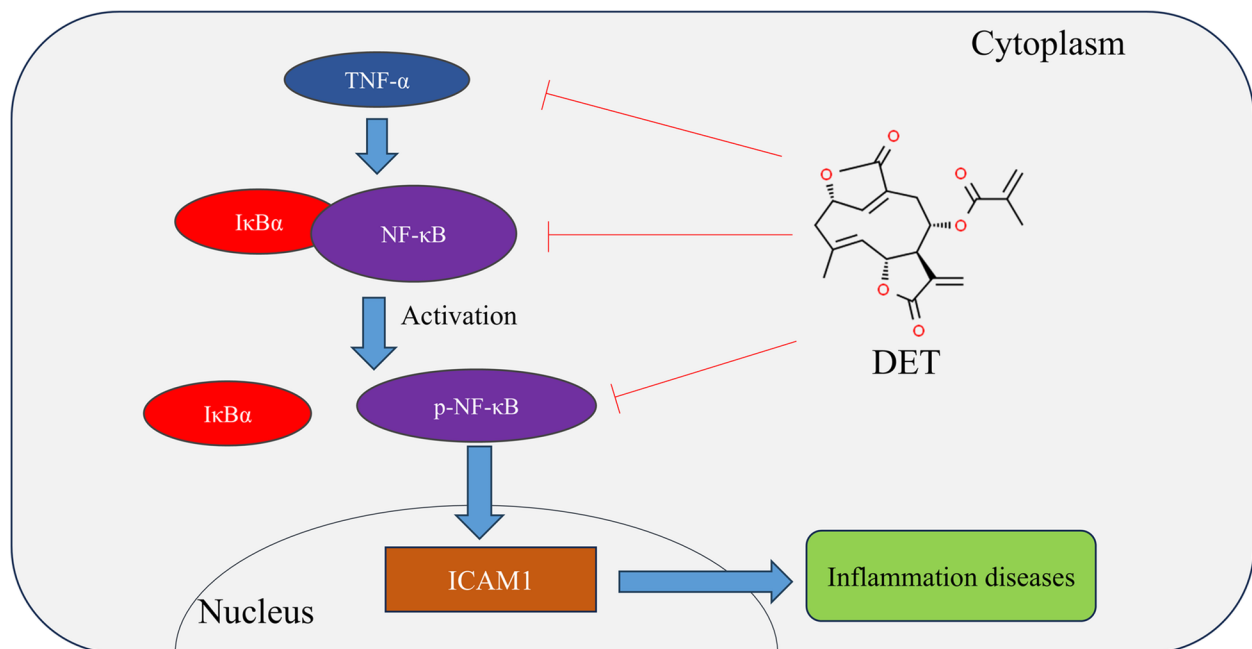 Cytoplasm
TNF-α
IκBα
NF-κB
Activation
IκBα
p-NF-κB
ICAM1
Nucleus
Inflammation diseases
O
O
O
O
O
O
DET